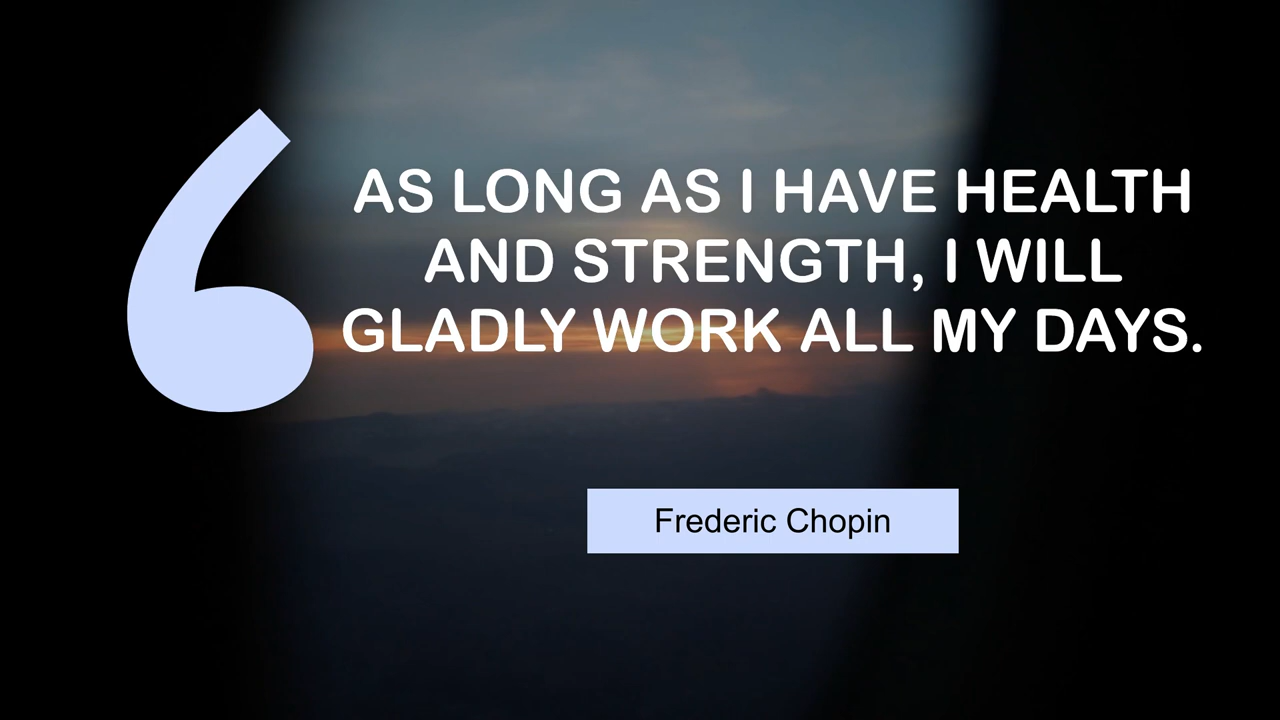 AS LONG AS I HAVE HEALTH
AND STRENGTH, I WILL
GLADLY WORK ALL MY DAYS.
Frederic Chopin